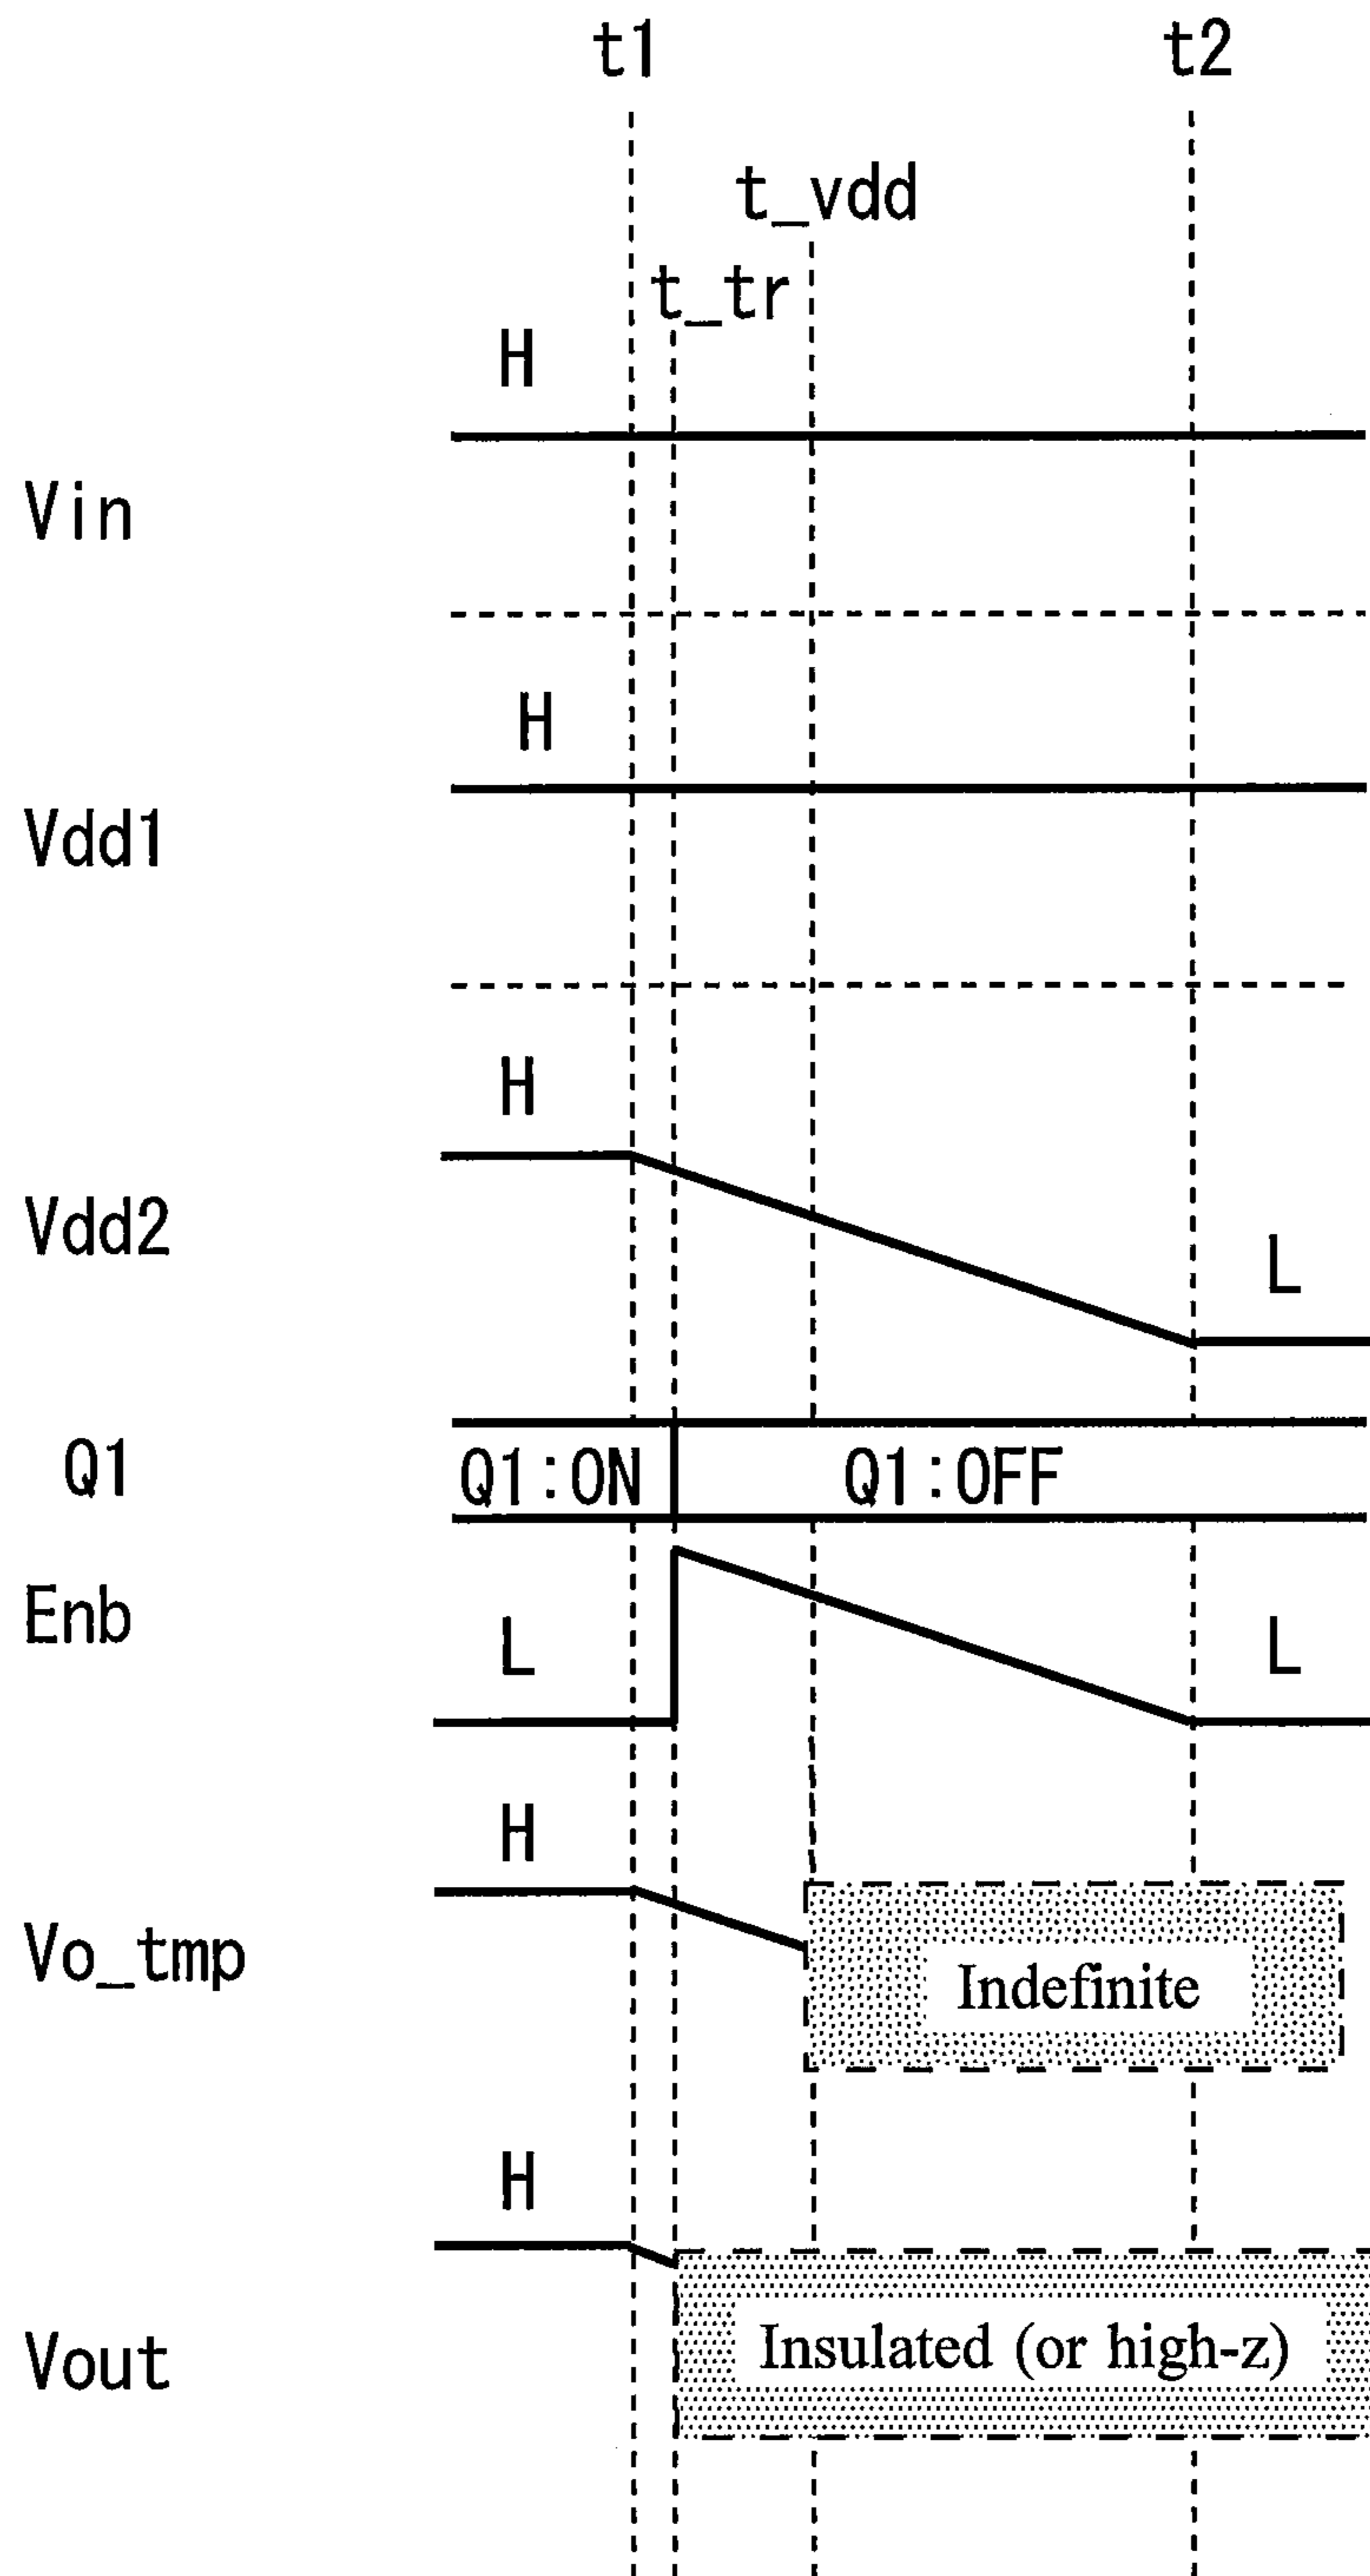 t1 t2
t_vdd
t_tr
H
Vin
H
Vdd1
H
Vdd2
L
Q1 Q1:ON Q1:OFF
Enb
L L
H
Vo_tmp
Indefinite
H
Vout
Insulated (or high-z)